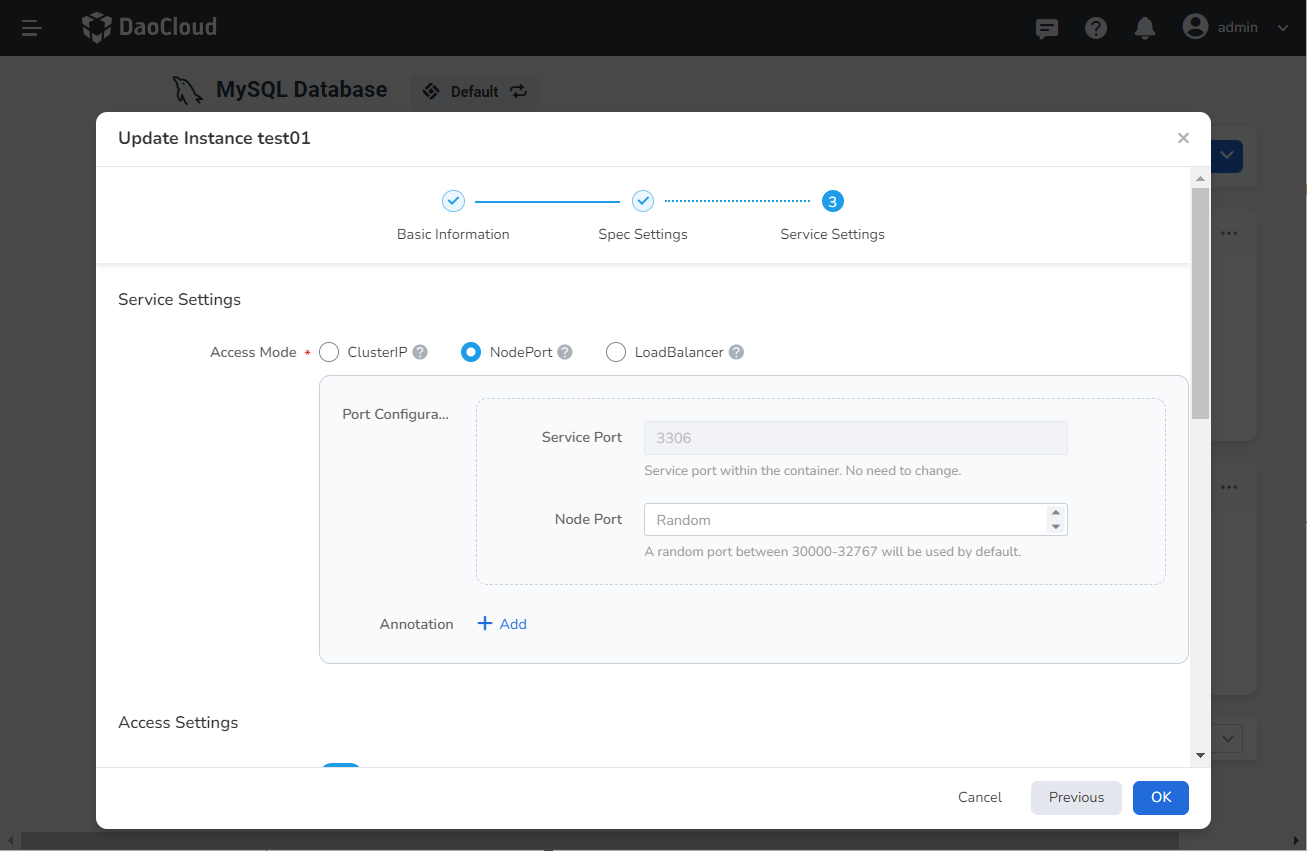 DaoCloud
admin
MySQL Database
Default
Update Instance test01
3
Basic Information
Spec Settings
Service Settings
Service Settings
Access Mode * ClusterIP ? NodePort ? LoadBalancer ?
Port Configura...
Service Port 3306
Service port within the container. No need to change.
Node Port Random
A random port between 30000-32767 will be used by default.
Annotation + Add
Access Settings
Cancel
Previous
OK